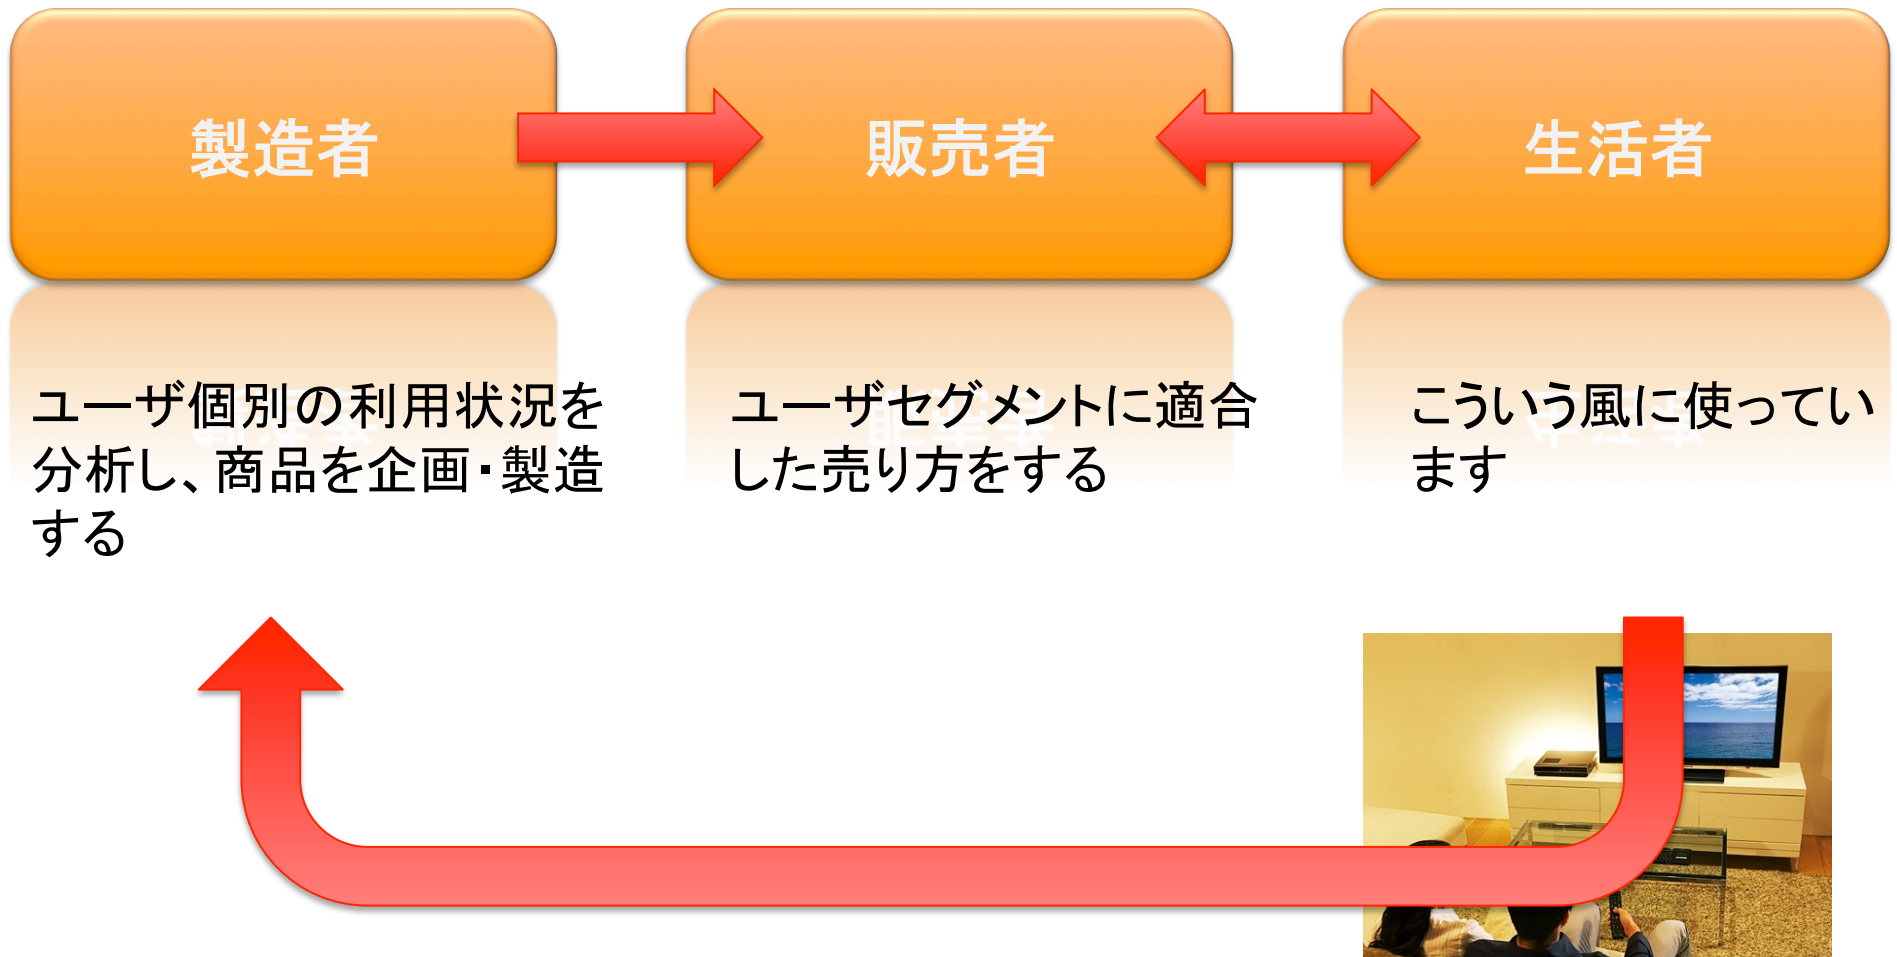 製造者
販売者
生活者
ユーザ個別の利用状況を
分析し、商品を企画・製造
する
ユーザセグメントに適合
した売り方をする
こういう風に使ってい
ます